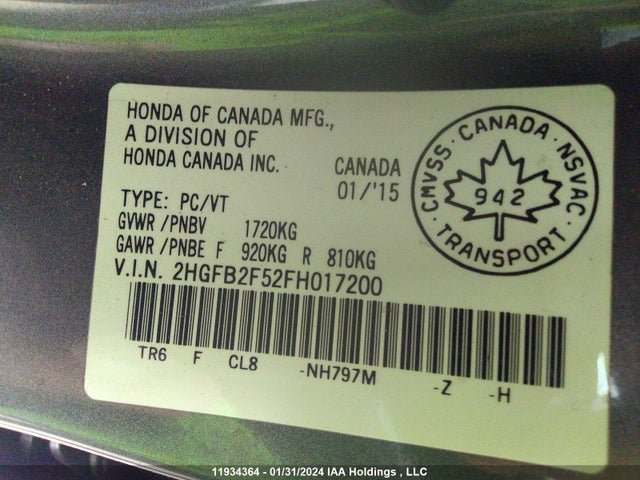 HONDA OF CANADA MFG.,
A DIVISION OF
HONDA CANADA INC.
CANADA
01/'15
TYPE: PC/VT
GVWR/PNBV 1720KG
GAWR/PNBE F 920KG R 810KG
V.I.N. 2HGFB2F52FH017200
TR6 F CL8 -NH797M -Z -H
CMVSS · CANADA · NSVAC
942
· TRANSPORT ·
11934364 - 01/31/2024 IAA Holdings , LLC